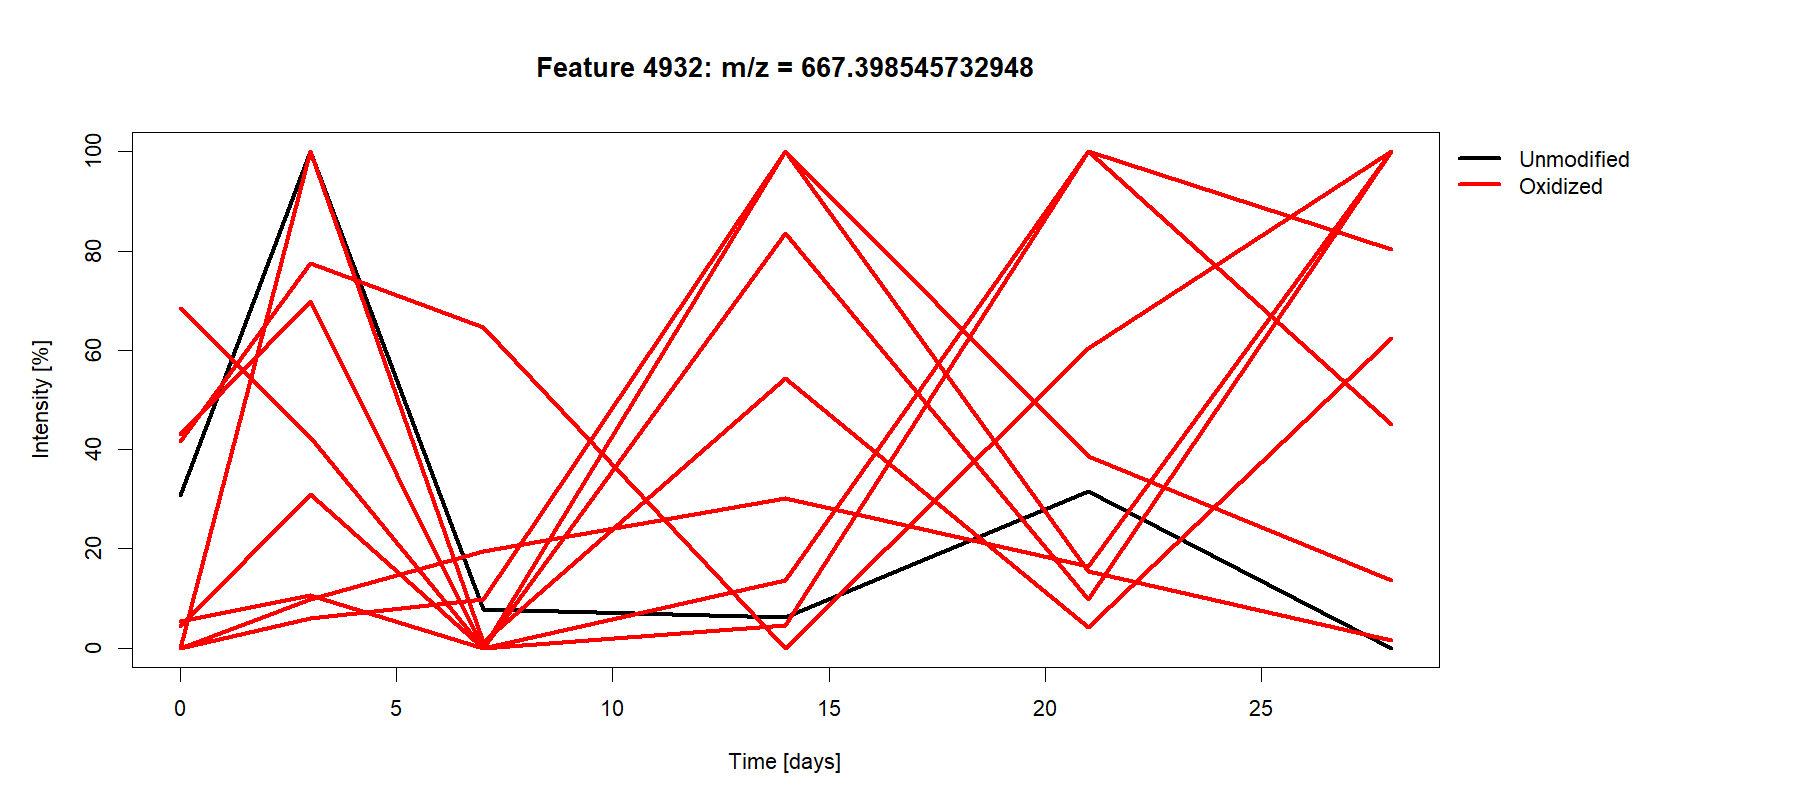 Feature 4932: m/z = 667.398545732948
Unmodified
Oxidized
Intensity [%]
100
80
60
40
20
0
0 5 10 15 20 25
Time [days]